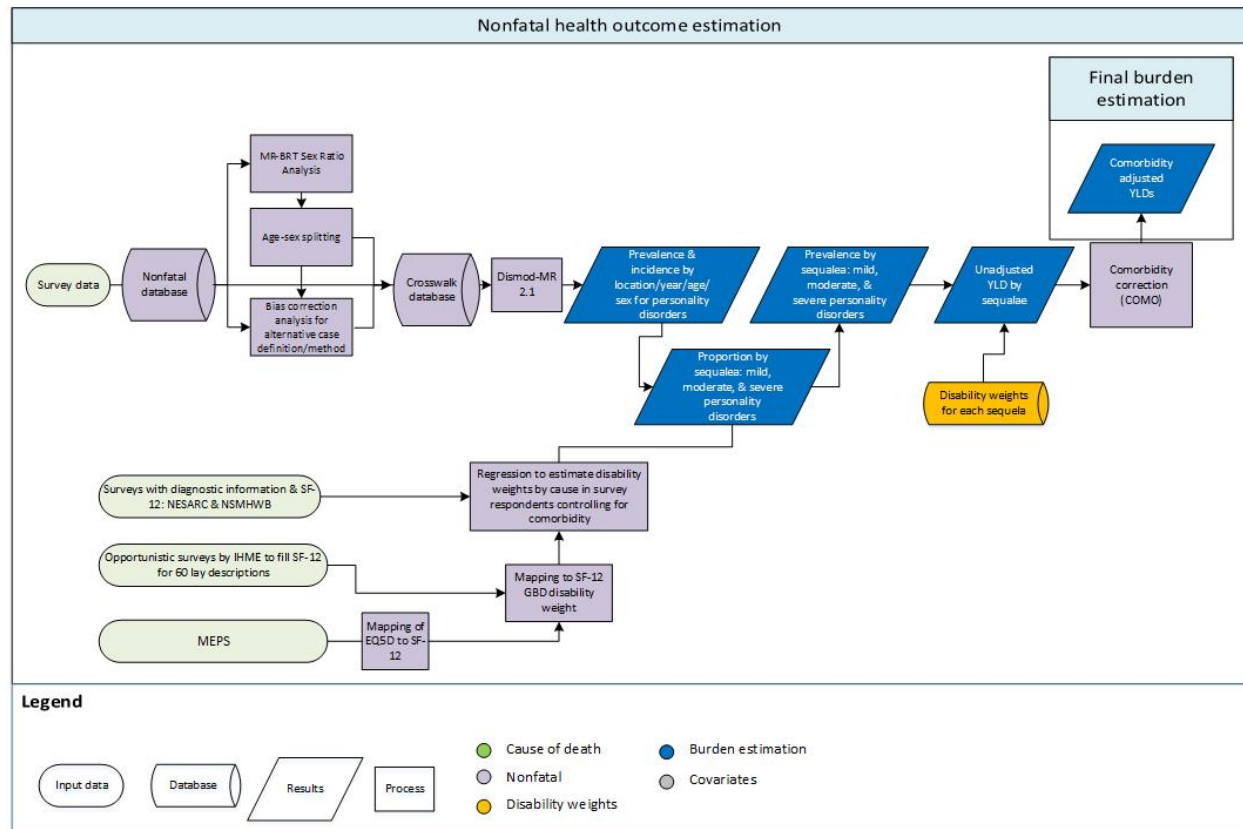 Nonfatal health outcome estimation
Final burden
estimation
MR-BRT Sex Ratio
Analysis
Comorbidity
adjusted
YLDs
Age-sex splitting
Survey data
Nonfatal
database
Bias correction
analysis for
alternative case
definition/method
Crosswalk
database
Dismod-MR
2.1
Prevalence &
incidence by
location/year/age/
sex for personality
disorders
Prevalence by
sequalea: mild,
moderate, &
severe personality
disorders
Unadjusted
YLD by
sequalae
Comorbidity
correction
(COMO)
Proportion by
sequalea: mild,
moderate, & severe
personality
disorders
Disability weights
for each sequela
Surveys with diagnostic information & SF-
12: NESARC & NSMHWB
Regression to estimate disability
weights by cause in survey
respondents controlling for
comorbidity
Opportunistic surveys by IHME to fill SF-12
for 60 lay descriptions
Mapping to SF-12
GBD disability
weight
MEPS
Mapping of
EQ5D to SF-
12
Legend
Input data
Database
Results
Process
Cause of death
Nonfatal
Disability weights
Burden estimation
Covariates